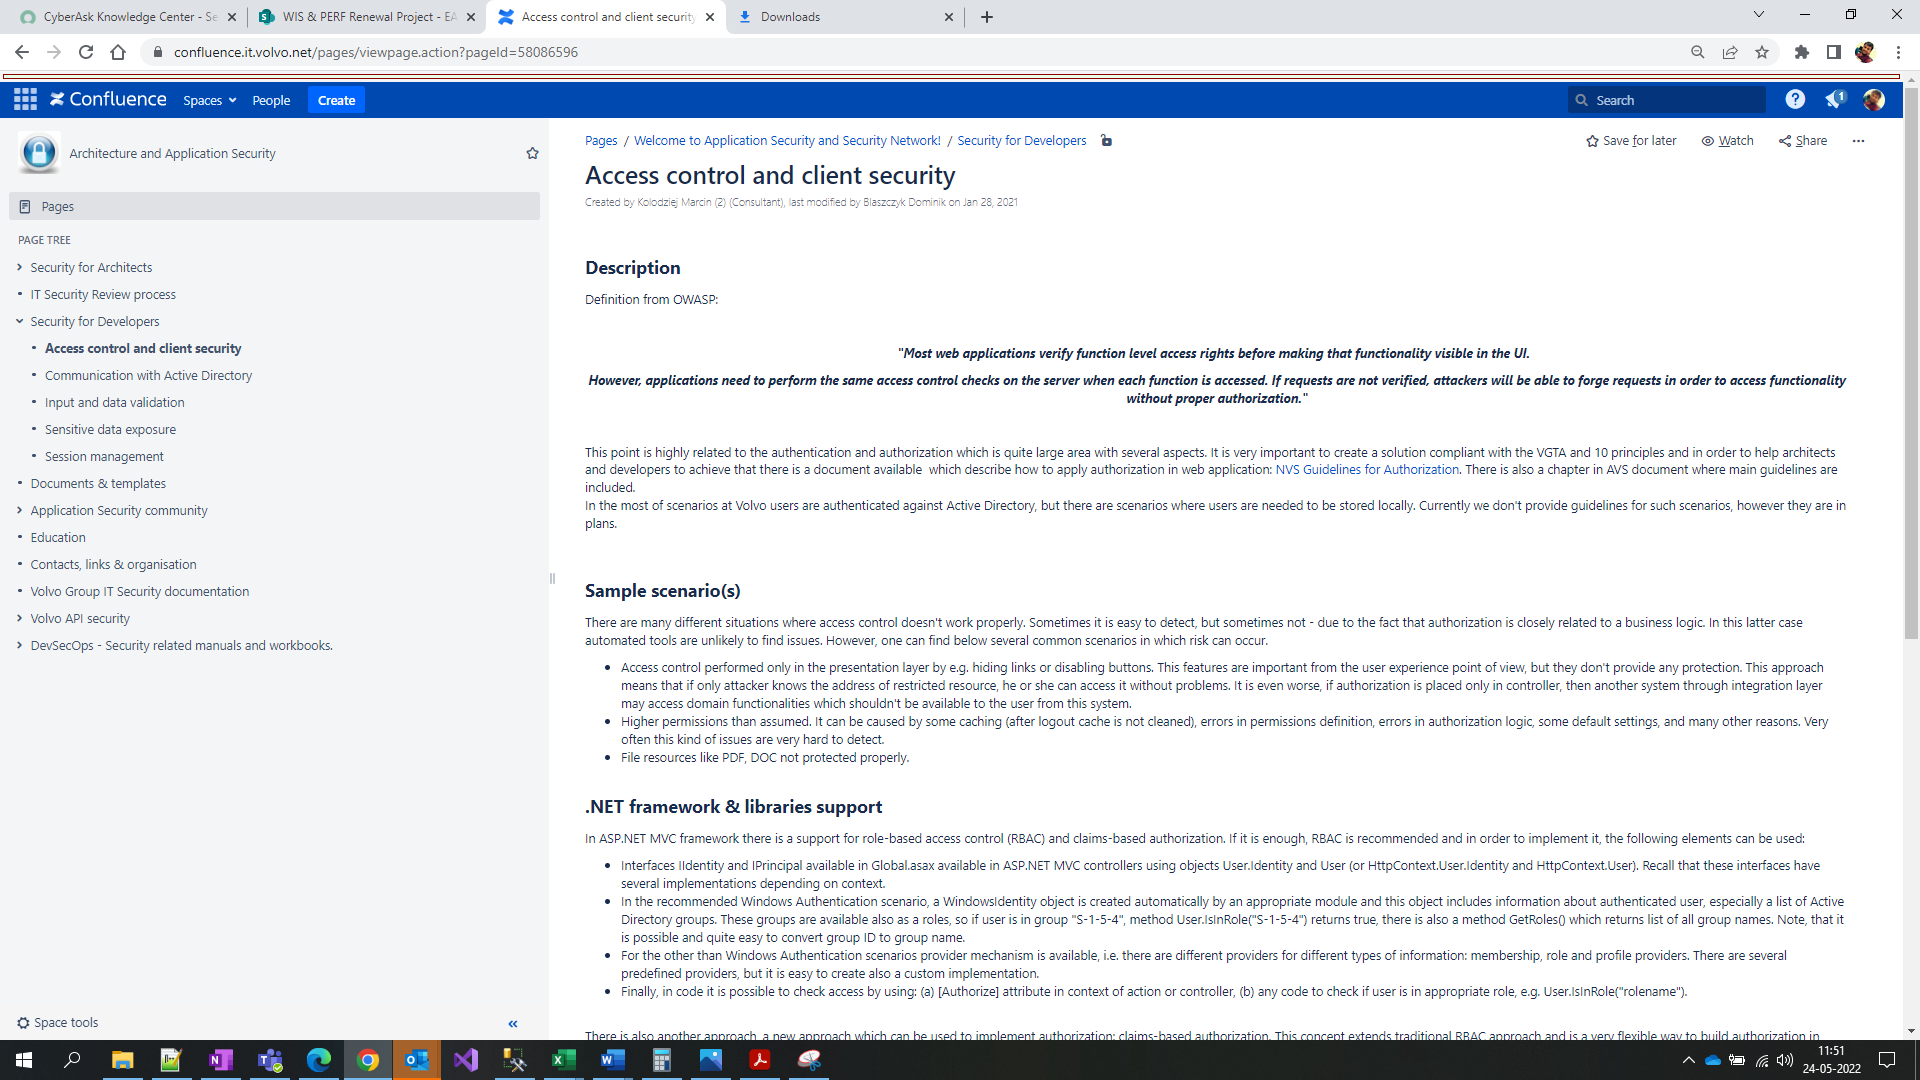 CyberAsk Knowledge Center - Se
WIS & PERF Renewal Project - EA
Access control and client security
Downloads
confluence.it.volvo.net/pages/viewpage.action?pageId=58086596
Confluence
Spaces
People
Create
Search
1
Architecture and Application Security
Pages
PAGE TREE
Security for Architects
IT Security Review process
Security for Developers
Access control and client security
Communication with Active Directory
Input and data validation
Sensitive data exposure
Session management
Documents & templates
Application Security community
Education
Contacts, links & organisation
Volvo Group IT Security documentation
Volvo API security
DevSecOps - Security related manuals and workbooks.
Space tools
Pages / Welcome to Application Security and Security Network! / Security for Developers
Save for later
Watch
Share
Access control and client security
Created by Kolodziej Marcin (2) (Consultant), last modified by Blaszczyk Dominik on Jan 28, 2021
Description
Definition from OWASP:
"Most web applications verify function level access rights before making that functionality visible in the UI.
However, applications need to perform the same access control checks on the server when each function is accessed. If requests are not verified, attackers will be able to forge requests in order to access functionality
without proper authorization."
This point is highly related to the authentication and authorization which is quite large area with several aspects. It is very important to create a solution compliant with the VGTA and 10 principles and in order to help architects
and developers to achieve that there is a document available which describe how to apply authorization in web application: NVS Guidelines for Authorization. There is also a chapter in AVS document where main guidelines are
included.
In the most of scenarios at Volvo users are authenticated against Active Directory, but there are scenarios where users are needed to be stored locally. Currently we don't provide guidelines for such scenarios, however they are in
plans.
Sample scenario(s)
There are many different situations where access control doesn't work properly. Sometimes it is easy to detect, but sometimes not - due to the fact that authorization is closely related to a business logic. In this latter case
automated tools are unlikely to find issues. However, one can find below several common scenarios in which risk can occur.
• Access control performed only in the presentation layer by e.g. hiding links or disabling buttons. This features are important from the user experience point of view, but they don't provide any protection. This approach
means that if only attacker knows the address of restricted resource, he or she can access it without problems. It is even worse, if authorization is placed only in controller, then another system through integration layer
may access domain functionalities which shouldn't be available to the user from this system.
• Higher permissions than assumed. It can be caused by some caching (after logout cache is not cleaned), errors in permissions definition, errors in authorization logic, some default settings, and many other reasons. Very
often this kind of issues are very hard to detect.
• File resources like PDF, DOC not protected properly.
.NET framework & libraries support
In ASP.NET MVC framework there is a support for role-based access control (RBAC) and claims-based authorization. If it is enough, RBAC is recommended and in order to implement it, the following elements can be used:
• Interfaces IIdentity and IPrincipal available in Global.asax available in ASP.NET MVC controllers using objects User.Identity and User (or HttpContext.User.Identity and HttpContext.User). Recall that these interfaces have
several implementations depending on context.
• In the recommended Windows Authentication scenario, a WindowsIdentity object is created automatically by an appropriate module and this object includes information about authenticated user, especially a list of Active
Directory groups. These groups are available also as a roles, so if user is in group "S-1-5-4", method User.IsInRole("S-1-5-4") returns true, there is also a method GetRoles() which returns list of all group names. Note, that it
is possible and quite easy to convert group ID to group name.
• For the other than Windows Authentication scenarios provider mechanism is available, i.e. there are different providers for different types of information: membership, role and profile providers. There are several
predefined providers, but it is easy to create also a custom implementation.
• Finally, in code it is possible to check access by using: (a) [Authorize] attribute in context of action or controller, (b) any code to check if user is in appropriate role, e.g. User.IsInRole("rolename").
There is also another approach, a new approach which can be used to implement authorization: claims-based authorization. This concept extends traditional RBAC approach and is a very flexible way to build authorization in
11:51
24-05-2022